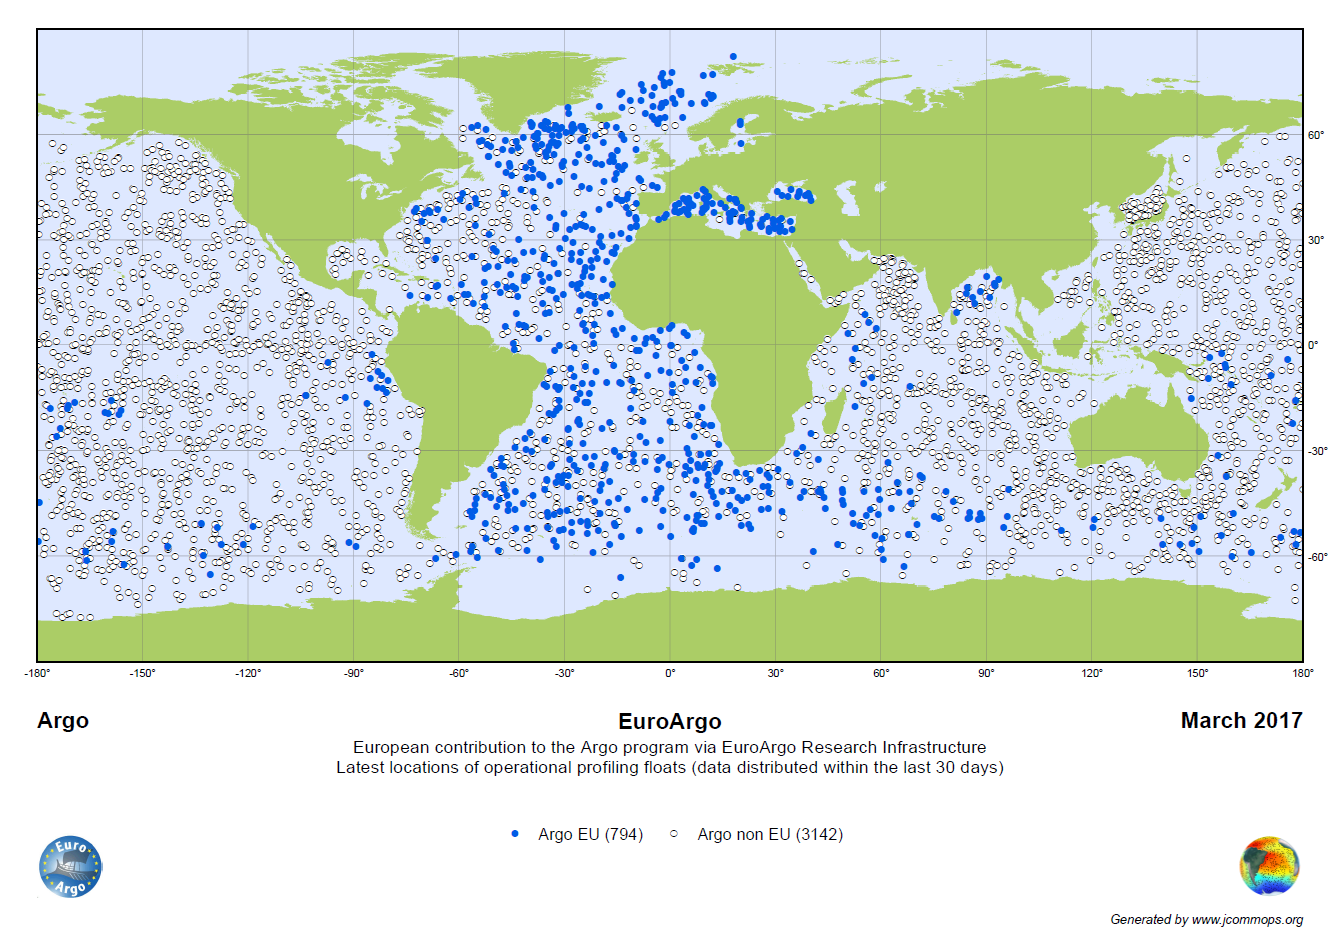 60°
30°
0°
-30°
-60°
-180° -150° -120° -90° -60° -30° 0° 30° 60° 90° 120° 150° 180°
Argo EuroArgo March 2017
European contribution to the Argo program via EuroArgo Research Infrastructure
Latest locations of operational profiling floats (data distributed within the last 30 days)
Argo EU (794) Argo non EU (3142)
Euro
Argo
Generated by www.jcommops.org